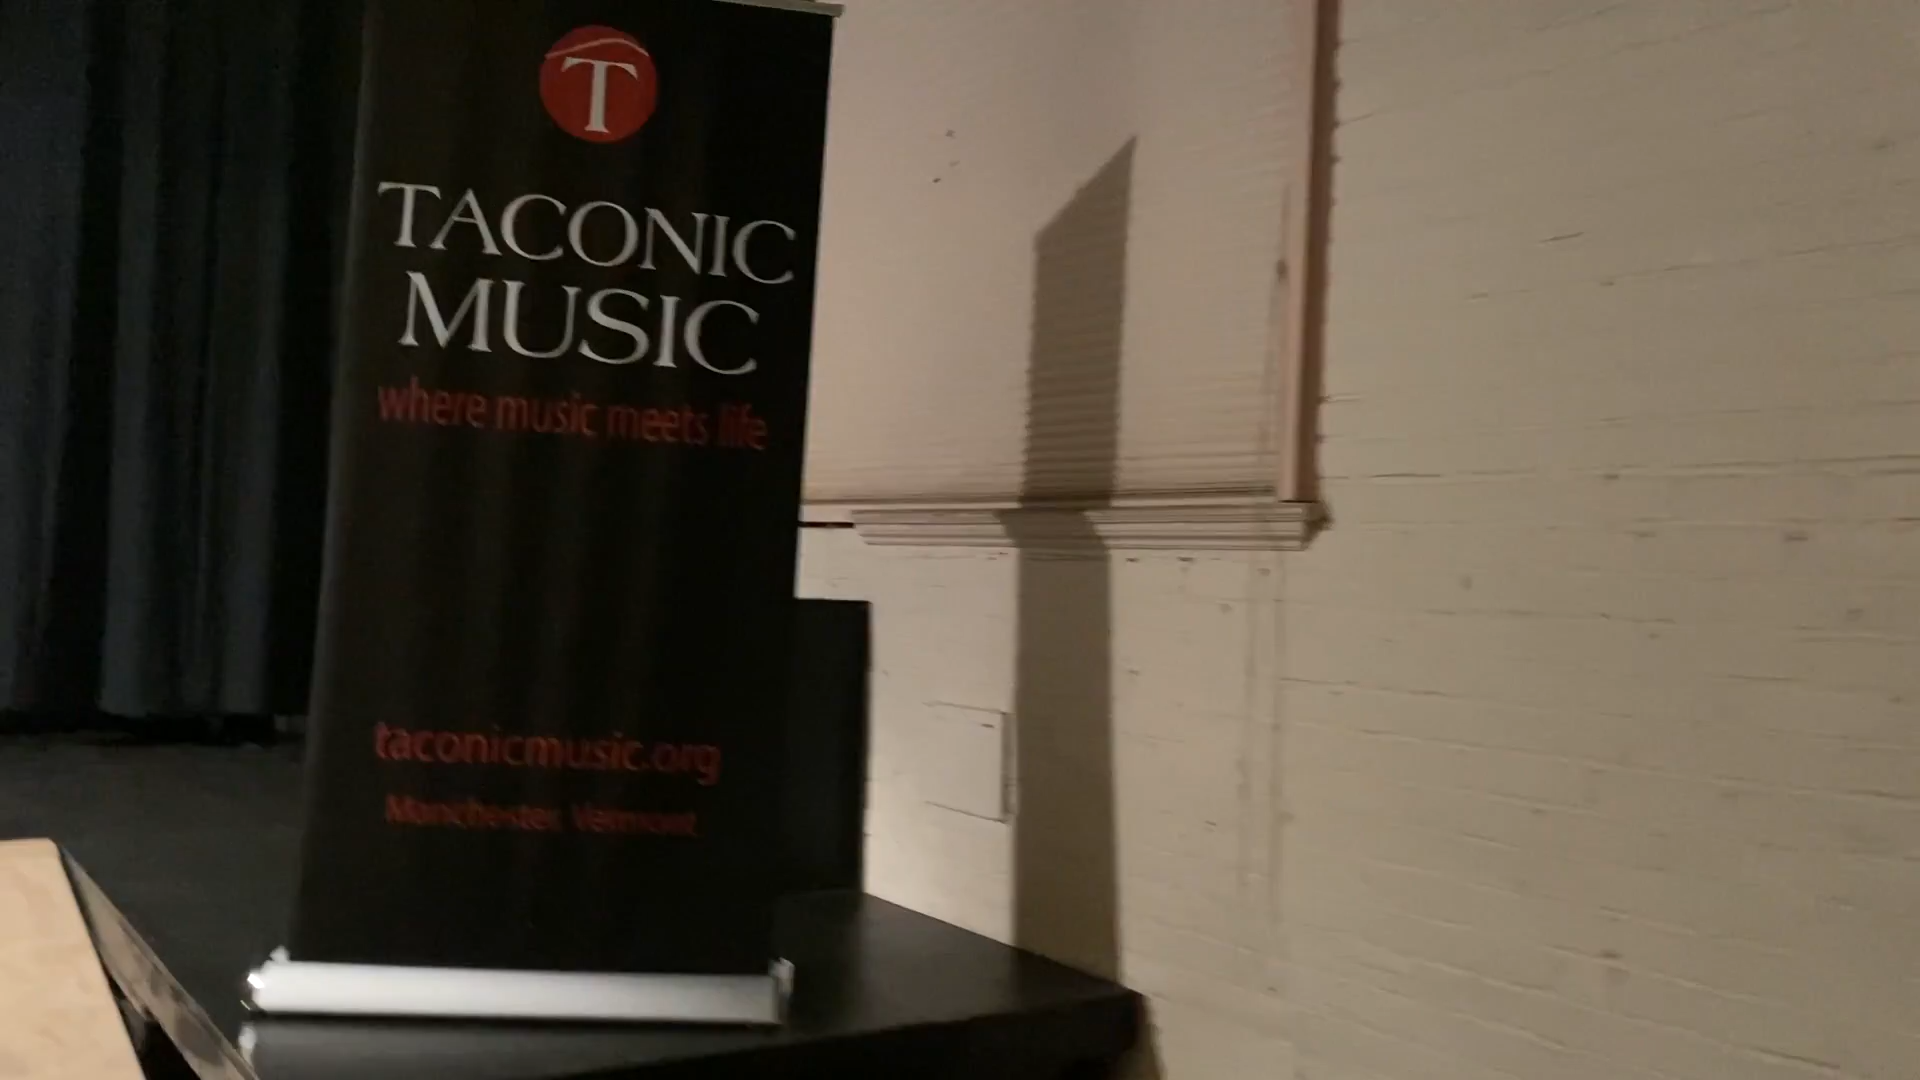 T
TACONIC
MUSIC
where music meets life
taconicmusic.org
Manchester, Vermont